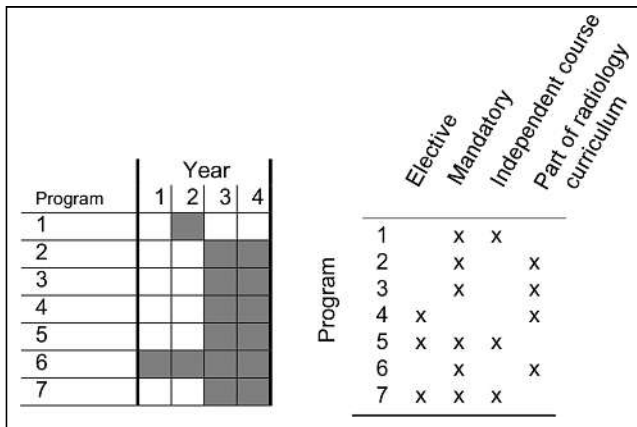 Year
Program 1 2 3 4
1
2
3
4
5
6
7
Elective
Mandatory
Independent course
Part of radiology
curriculum
Program
1 x x
2 x x
3 x x
4 x x
5 x x x
6 x x
7 x x x